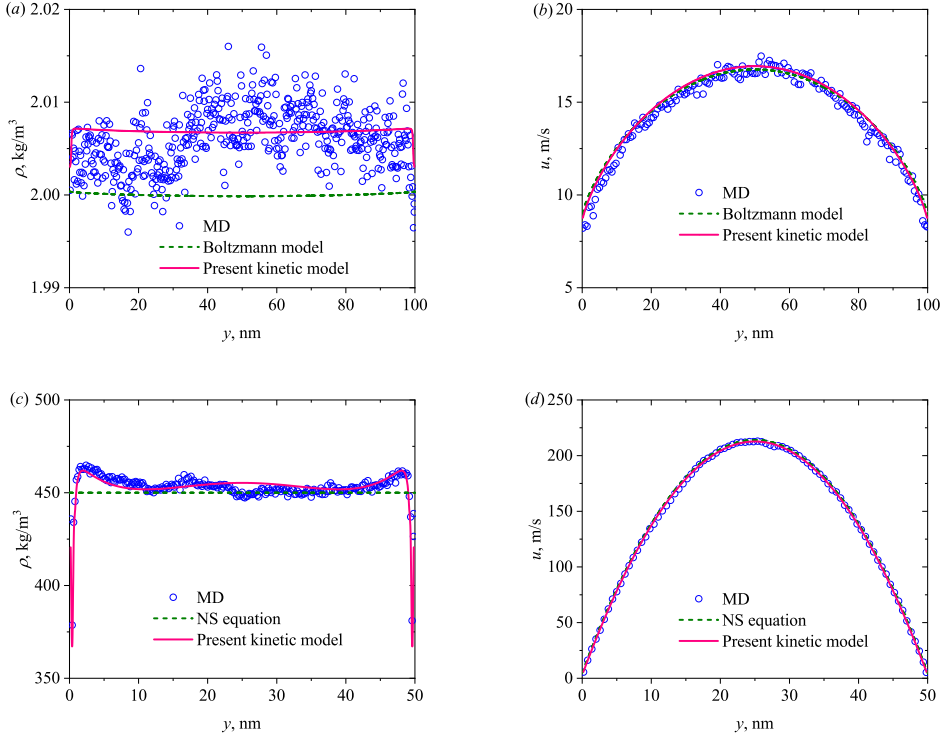 (a)
2.02
2.01
2.00
1.99
ρ, kg/m³
MD
Boltzmann model
Present kinetic model
0 20 40 60 80 100
y, nm
(b)
20
15
10
5
u, m/s
MD
Boltzmann model
Present kinetic model
0 20 40 60 80 100
y, nm
(c)
500
450
400
350
ρ, kg/m³
MD
NS equation
Present kinetic model
0 10 20 30 40 50
y, nm
(d)
250
200
150
100
50
0
u, m/s
MD
NS equation
Present kinetic model
0 10 20 30 40 50
y, nm